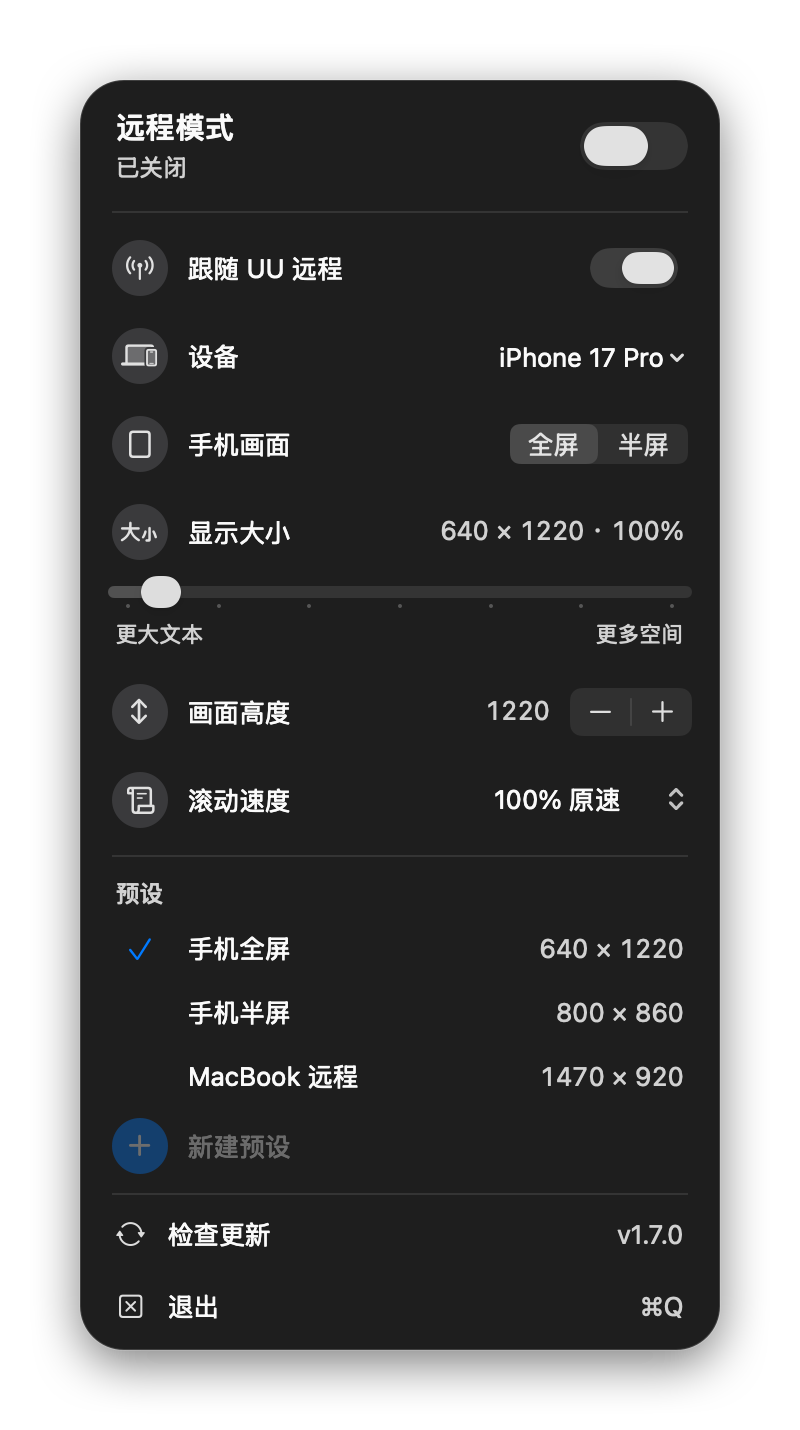 远程模式
已关闭
跟随 UU 远程
设备 iPhone 17 Pro
手机画面 全屏 半屏
大小 显示大小 640 × 1220 · 100%
更大文本 更多空间
画面高度 1220 − +
滚动速度 100% 原速
预设
手机全屏 640 × 1220
手机半屏 800 × 860
MacBook 远程 1470 × 920
+ 新建预设
检查更新 v1.7.0
退出 ⌘Q